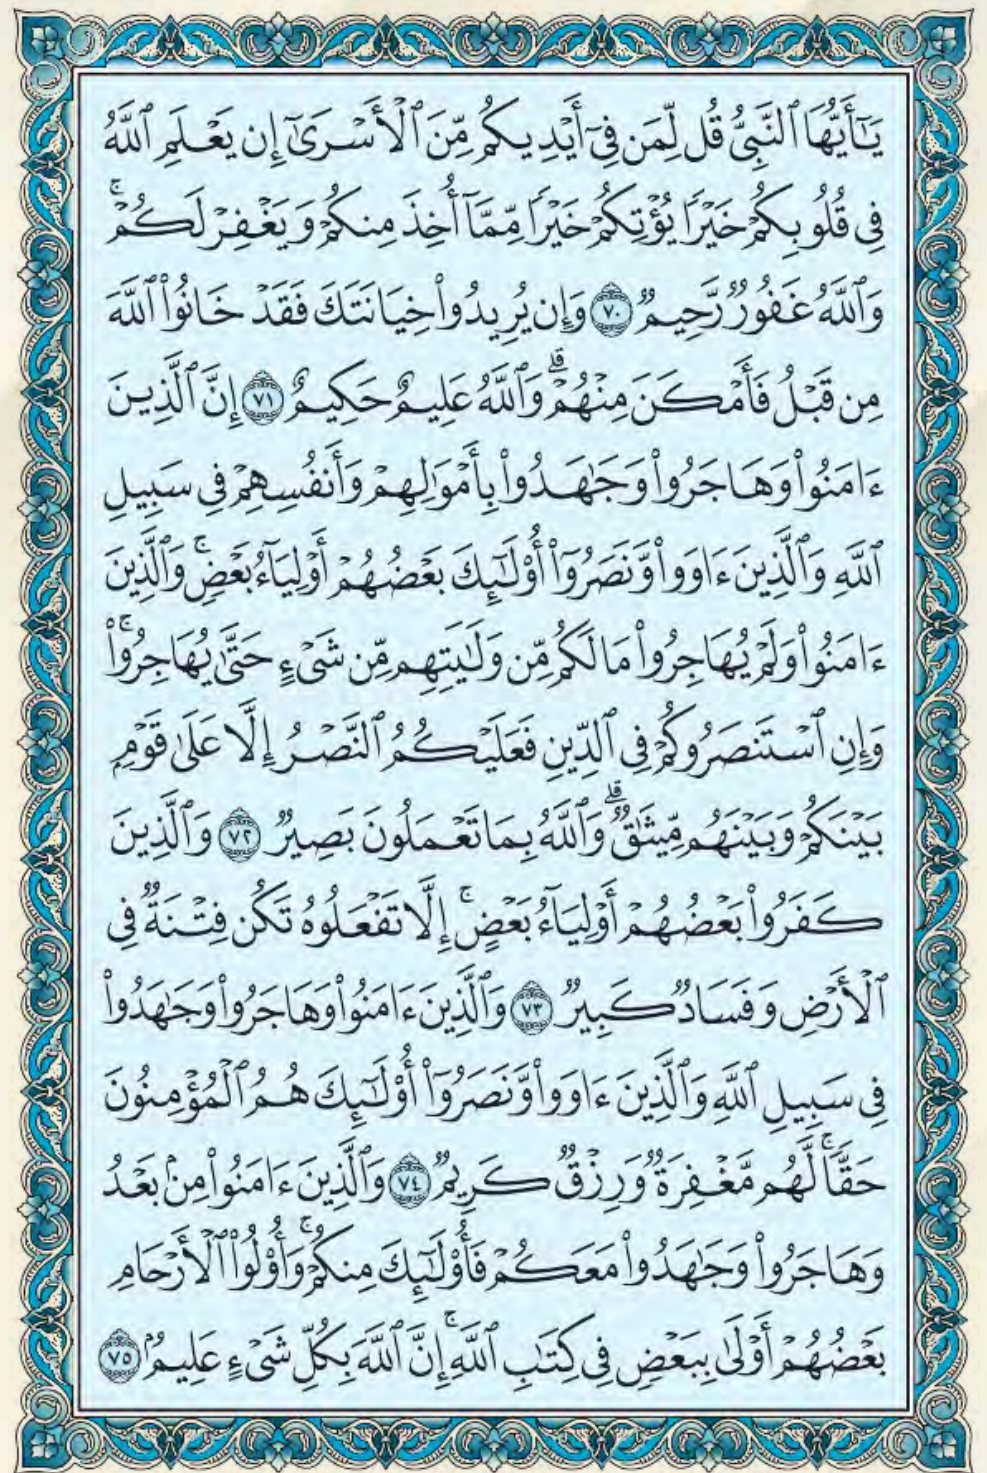 يَٰٓأَيُّهَا ٱلنَّبِيُّ قُل لِّمَن فِيٓ أَيۡدِيكُم مِّنَ ٱلۡأَسۡرَىٰٓ إِن يَعۡلَمِ ٱللَّهُ
فِي قُلُوبِكُمۡ خَيۡرٗا يُؤۡتِكُمۡ خَيۡرٗا مِّمَّآ أُخِذَ مِنكُمۡ وَيَغۡفِرۡ لَكُمۡۚ
وَٱللَّهُ غَفُورٞ رَّحِيمٞ ٧٠ وَإِن يُرِيدُواْ خِيَانَتَكَ فَقَدۡ خَانُواْ ٱللَّهَ
مِن قَبۡلُ فَأَمۡكَنَ مِنۡهُمۡۗ وَٱللَّهُ عَلِيمٌ حَكِيمٌ ٧١ إِنَّ ٱلَّذِينَ
ءَامَنُواْ وَهَاجَرُواْ وَجَٰهَدُواْ بِأَمۡوَٰلِهِمۡ وَأَنفُسِهِمۡ فِي سَبِيلِ
ٱللَّهِ وَٱلَّذِينَ ءَاوَواْ وَّنَصَرُوٓاْ أُوْلَٰٓئِكَ بَعۡضُهُمۡ أَوۡلِيَآءُ بَعۡضٖۚ وَٱلَّذِينَ
ءَامَنُواْ وَلَمۡ يُهَاجِرُواْ مَا لَكُم مِّن وَلَٰيَتِهِم مِّن شَيۡءٍ حَتَّىٰ يُهَاجِرُواْۚ
وَإِنِ ٱسۡتَنصَرُوكُمۡ فِي ٱلدِّينِ فَعَلَيۡكُمُ ٱلنَّصۡرُ إِلَّا عَلَىٰ قَوۡمِۭ
بَيۡنَكُمۡ وَبَيۡنَهُم مِّيثَٰقٞۗ وَٱللَّهُ بِمَا تَعۡمَلُونَ بَصِيرٞ ٧٢ وَٱلَّذِينَ
كَفَرُواْ بَعۡضُهُمۡ أَوۡلِيَآءُ بَعۡضٍۚ إِلَّا تَفۡعَلُوهُ تَكُن فِتۡنَةٞ فِي
ٱلۡأَرۡضِ وَفَسَادٞ كَبِيرٞ ٧٣ وَٱلَّذِينَ ءَامَنُواْ وَهَاجَرُواْ وَجَٰهَدُواْ
فِي سَبِيلِ ٱللَّهِ وَٱلَّذِينَ ءَاوَواْ وَّنَصَرُوٓاْ أُوْلَٰٓئِكَ هُمُ ٱلۡمُؤۡمِنُونَ
حَقّٗاۚ لَّهُم مَّغۡفِرَةٞ وَرِزۡقٞ كَرِيمٞ ٧٤ وَٱلَّذِينَ ءَامَنُواْ مِنۢ بَعۡدُ
وَهَاجَرُواْ وَجَٰهَدُواْ مَعَكُمۡ فَأُوْلَٰٓئِكَ مِنكُمۡۚ وَأُوْلُواْ ٱلۡأَرۡحَامِ
بَعۡضُهُمۡ أَوۡلَىٰ بِبَعۡضٖ فِي كِتَٰبِ ٱللَّهِۚ إِنَّ ٱللَّهَ بِكُلِّ شَيۡءٍ عَلِيمُۢ ٧٥